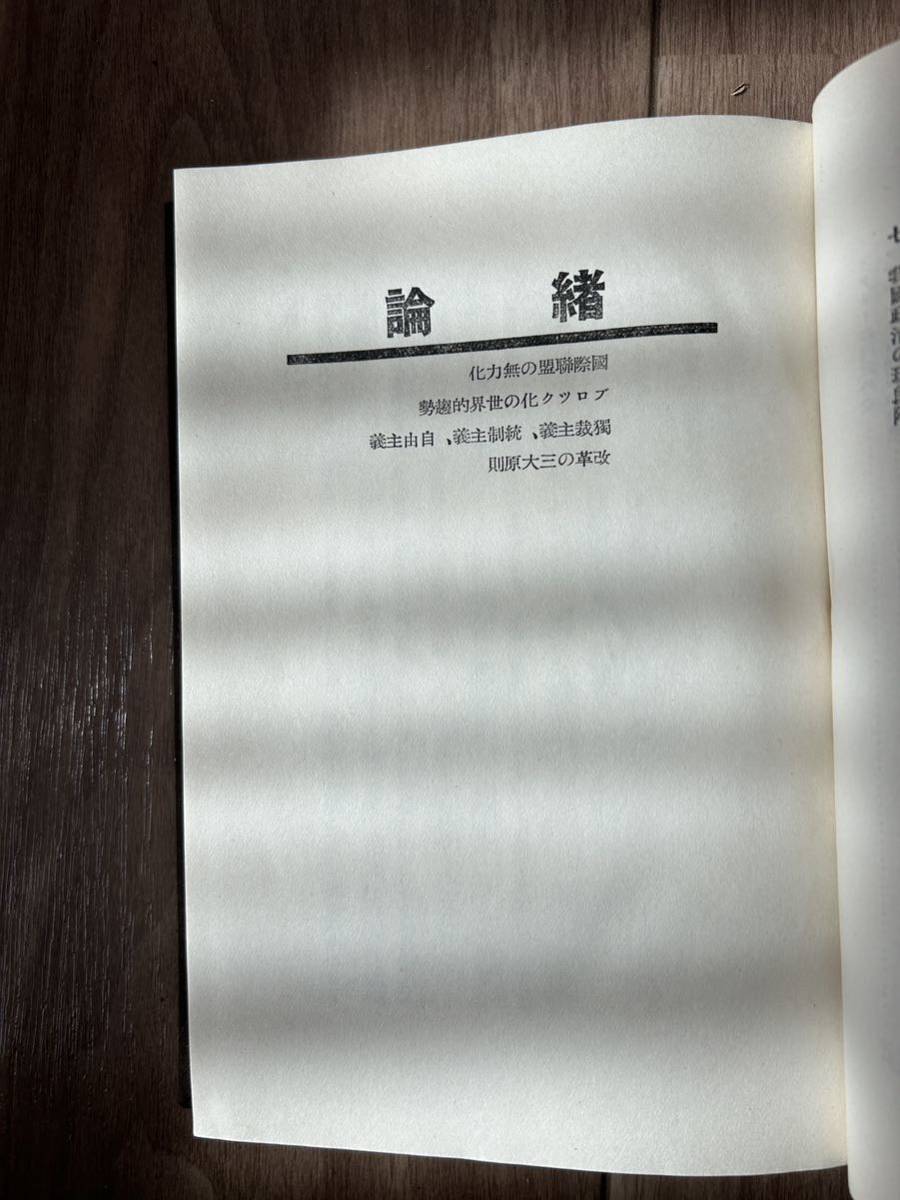 緒論
國際聯盟の無力化
ブロツク化の世界的趨勢
獨裁主義、統制主義、自由主義
改革の三大原則